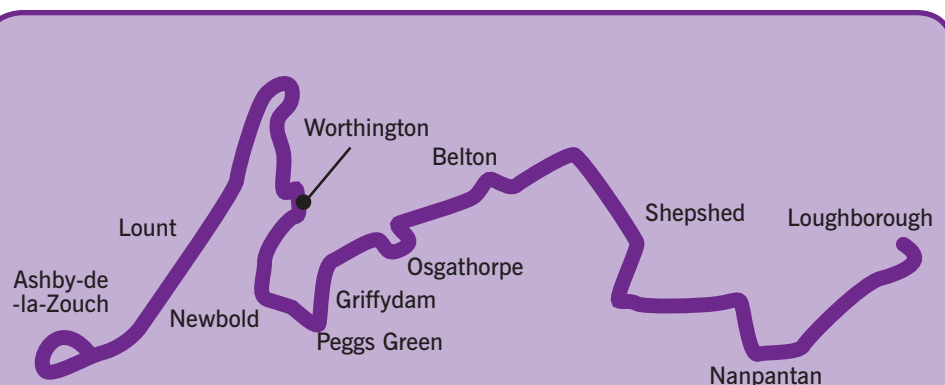 Worthington
Belton
Shepshed
Loughborough
Lount
Osgathorpe
Ashby-de
-la-Zouch
Griffydam
Newbold
Peggs Green
Nanpantan